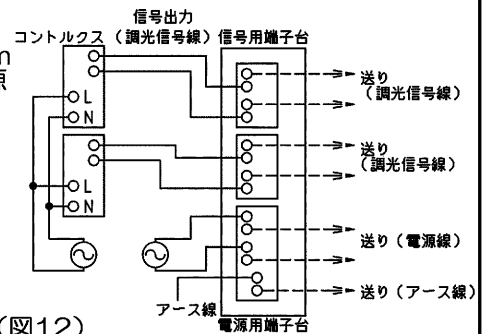 信号出力
コントルクス（調光信号線）信号用端子台
m
源
L
N
送り
（調光信号線）
L
N
送り
（調光信号線）
送り（電源線）
アース線
送り（アース線）
（図12）
電源用端子台